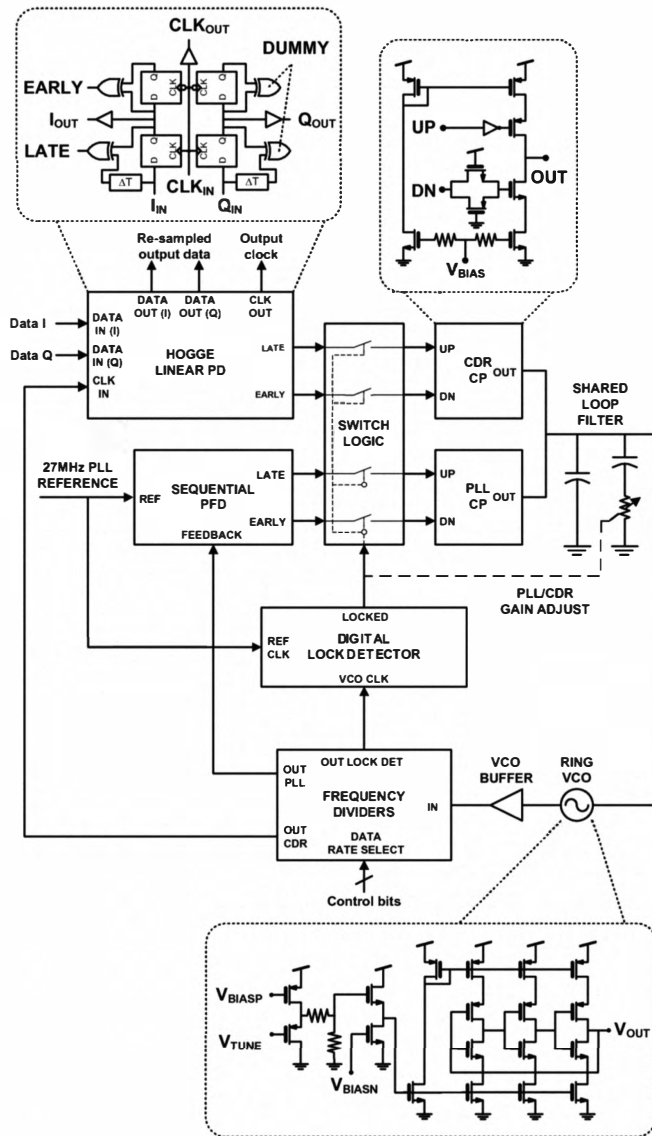 CLKOUT
DUMMY
EARLY
D Q
CLK
CLK
D Q
IOUT
QOUT
LATE
D Q
CLK
CLK
D Q
ΔT
ΔT
CLKIN
IIN
QIN
UP
DN
OUT
VBIAS
Re-sampled
output data
Output
clock
Data I
Data Q
DATA
OUT (I)
DATA
OUT (Q)
CLK
OUT
DATA
IN (I)
DATA
IN (Q)
CLK
IN
HOGGE
LINEAR PD
LATE
EARLY
SWITCH
LOGIC
UP
DN
CDR
CP
OUT
SHARED
LOOP
FILTER
27MHz PLL
REFERENCE
REF
SEQUENTIAL
PFD
LATE
EARLY
FEEDBACK
UP
DN
PLL
CP
OUT
PLL/CDR
GAIN ADJUST
LOCKED
REF
CLK
DIGITAL
LOCK DETECTOR
VCO CLK
OUT LOCK DET
OUT
PLL
FREQUENCY
DIVIDERS
IN
OUT
CDR
DATA
RATE SELECT
VCO
BUFFER
RING
VCO
Control bits
VBIASP
VTUNE
VBIASN
VOUT